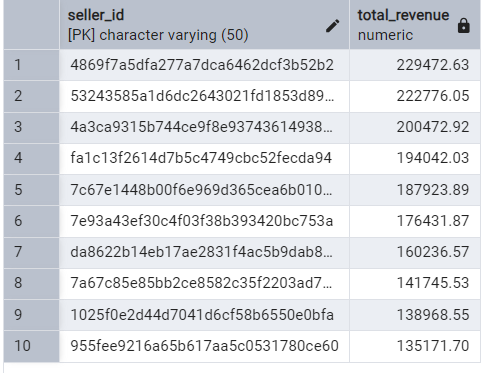 seller_id total_revenue
[PK] character varying (50) numeric
1 4869f7a5dfa277a7dca6462dcf3b52b2 229472.63
2 53243585a1d6dc2643021fd1853d89… 222776.05
3 4a3ca9315b744ce9f8e93743614938… 200472.92
4 fa1c13f2614d7b5c4749cbc52fecda94 194042.03
5 7c67e1448b00f6e969d365cea6b010… 187923.89
6 7e93a43ef30c4f03f38b393420bc753a 176431.87
7 da8622b14eb17ae2831f4ac5b9dab8… 160236.57
8 7a67c85e85bb2ce8582c35f2203ad7… 141745.53
9 1025f0e2d44d7041d6cf58b6550e0bfa 138968.55
10 955fee9216a65b617aa5c0531780ce60 135171.70